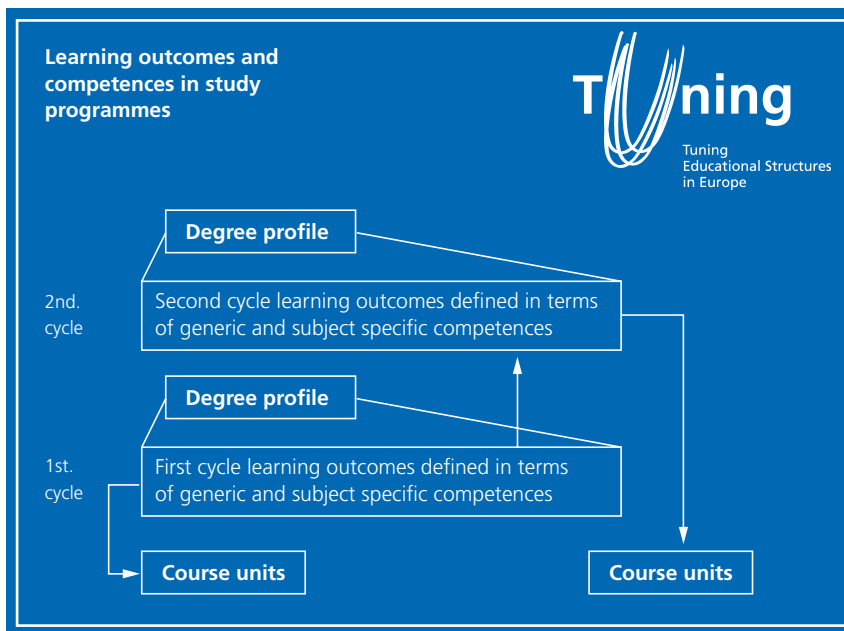 Learning outcomes and
competences in study
programmes
Tuning
Tuning
Educational Structures
in Europe
Degree profile
2nd.
cycle
Second cycle learning outcomes defined in terms
of generic and subject specific competences
Degree profile
1st.
cycle
First cycle learning outcomes defined in terms
of generic and subject specific competences
Course units
Course units